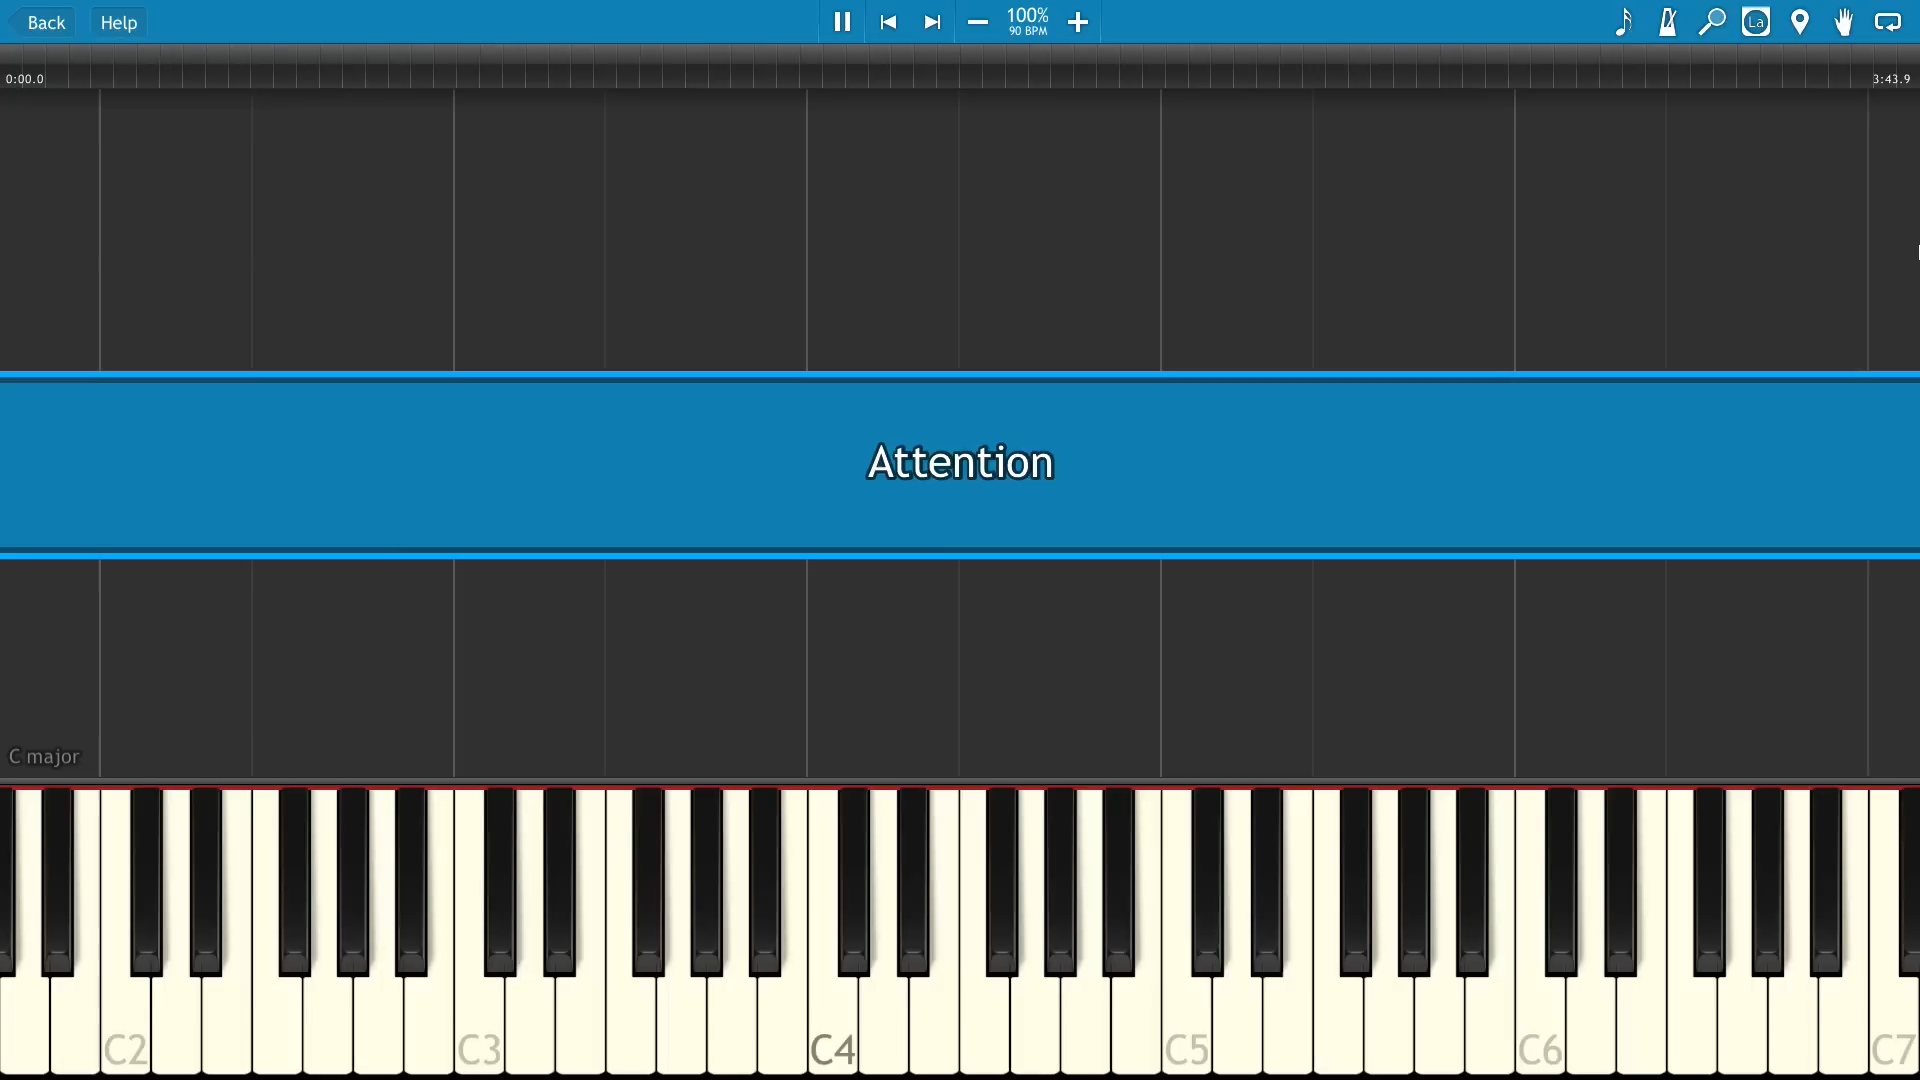 Back Help
100%
90 BPM
La
0:00.0 3:43.9
Attention
C major
C2 C3 C4 C5 C6 C7